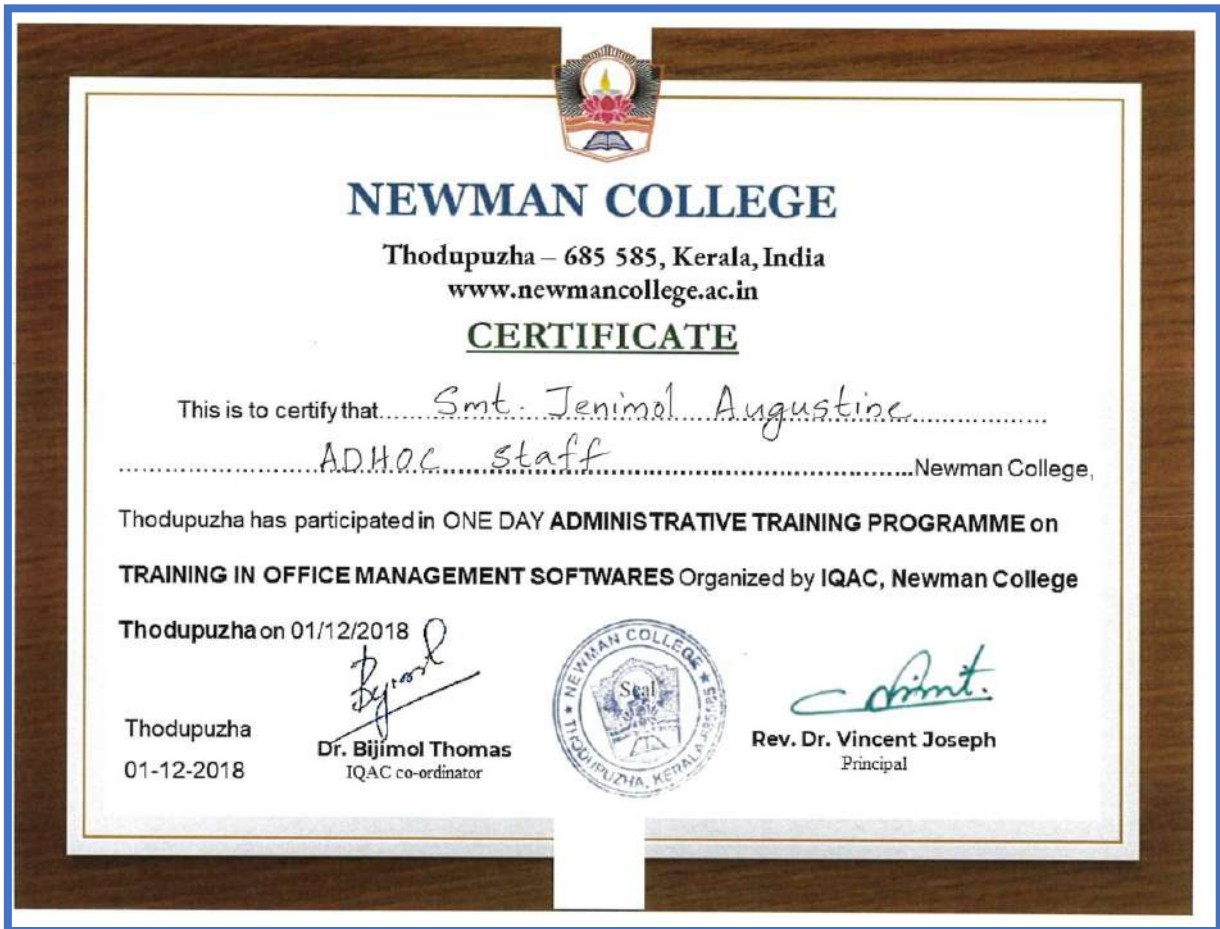 NEWMAN COLLEGE
Thodupuzha – 685 585, Kerala, India
www.newmancollege.ac.in
CERTIFICATE
This is to certify that...... Smt. Jenimol Augustine..................
........................ADHOC staff.............................................Newman College,
Thodupuzha has participated in ONE DAY ADMINISTRATIVE TRAINING PROGRAMME on
TRAINING IN OFFICE MANAGEMENT SOFTWARES Organized by IQAC, Newman College
Thodupuzha on 01/12/2018
Thodupuzha
01-12-2018
Dr. Bijimol Thomas
IQAC co-ordinator
NEWMAN COLLEGE
Seal
THODUPUZHA, KERALA
Rev. Dr. Vincent Joseph
Principal